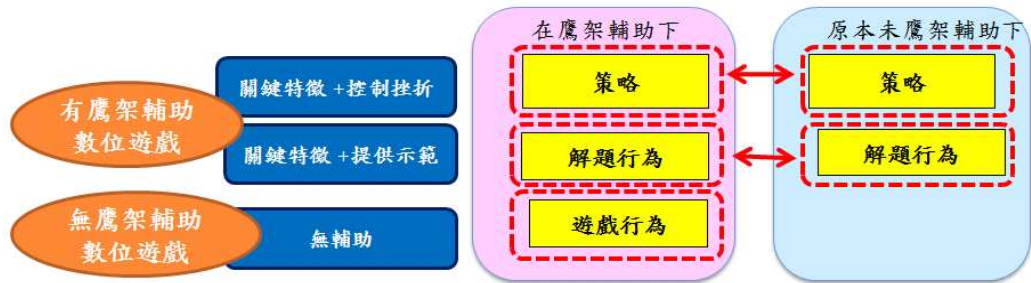 有鷹架輔助
數位遊戲
無鷹架輔助
數位遊戲
關鍵特徵+控制挫折
關鍵特徵+提供示範
無輔助
在鷹架輔助下
策略
解題行為
遊戲行為
原本未鷹架輔助下
策略
解題行為